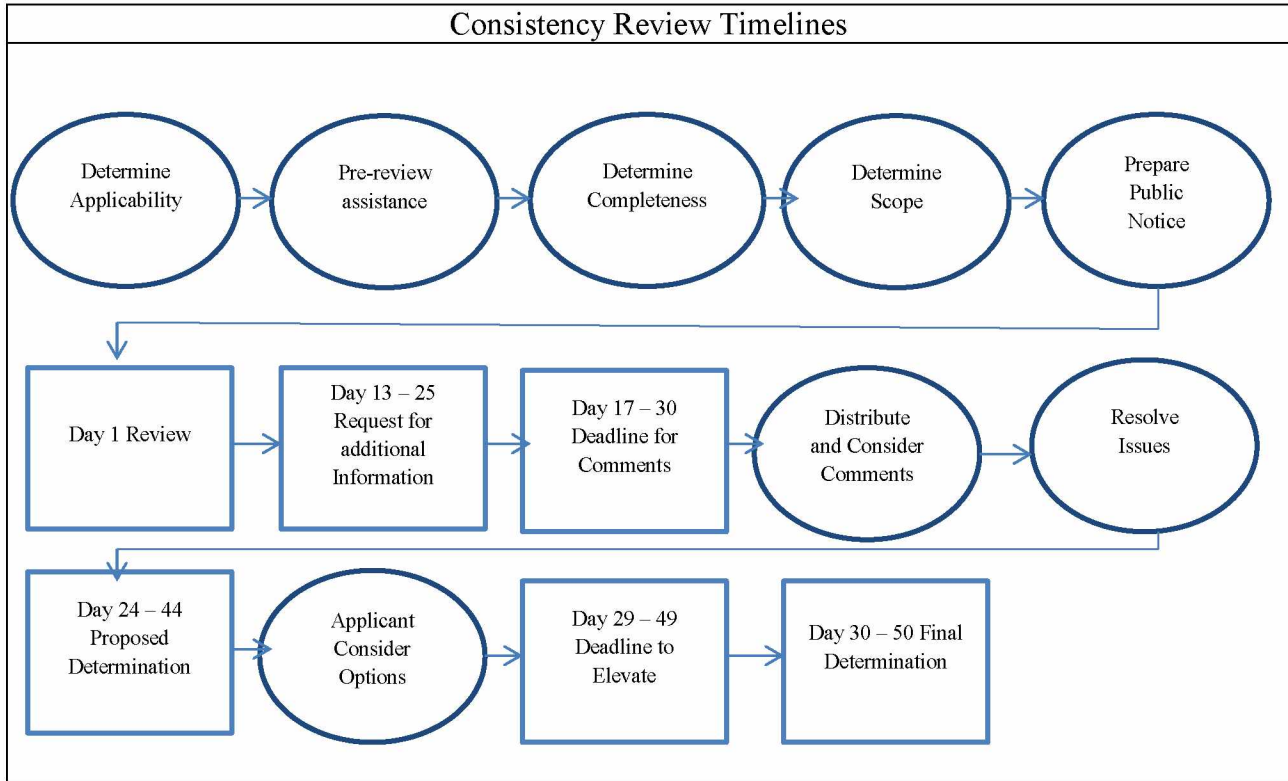 Consistency Review Timelines
Determine
Applicability
Pre-review
assistance
Determine
Completeness
Determine
Scope
Prepare
Public
Notice
Day 1 Review
Day 13 – 25
Request for
additional
Information
Day 17 – 30
Deadline for
Comments
Distribute
and Consider
Comments
Resolve
Issues
Day 24 – 44
Proposed
Determination
Applicant
Consider
Options
Day 29 – 49
Deadline to
Elevate
Day 30 – 50 Final
Determination